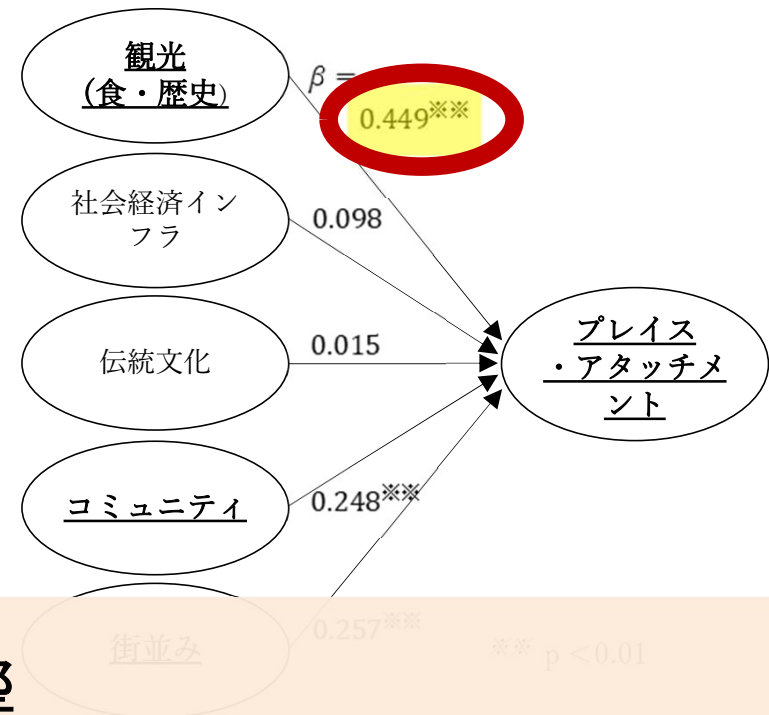 観光
(食・歴史)
β =
0.449※※
社会経済イン
フラ
0.098
伝統文化
0.015
プレイス
・アタッチメ
ント
コミュニティ
0.248※※
街並み
0.257※※
※※ p <0.01